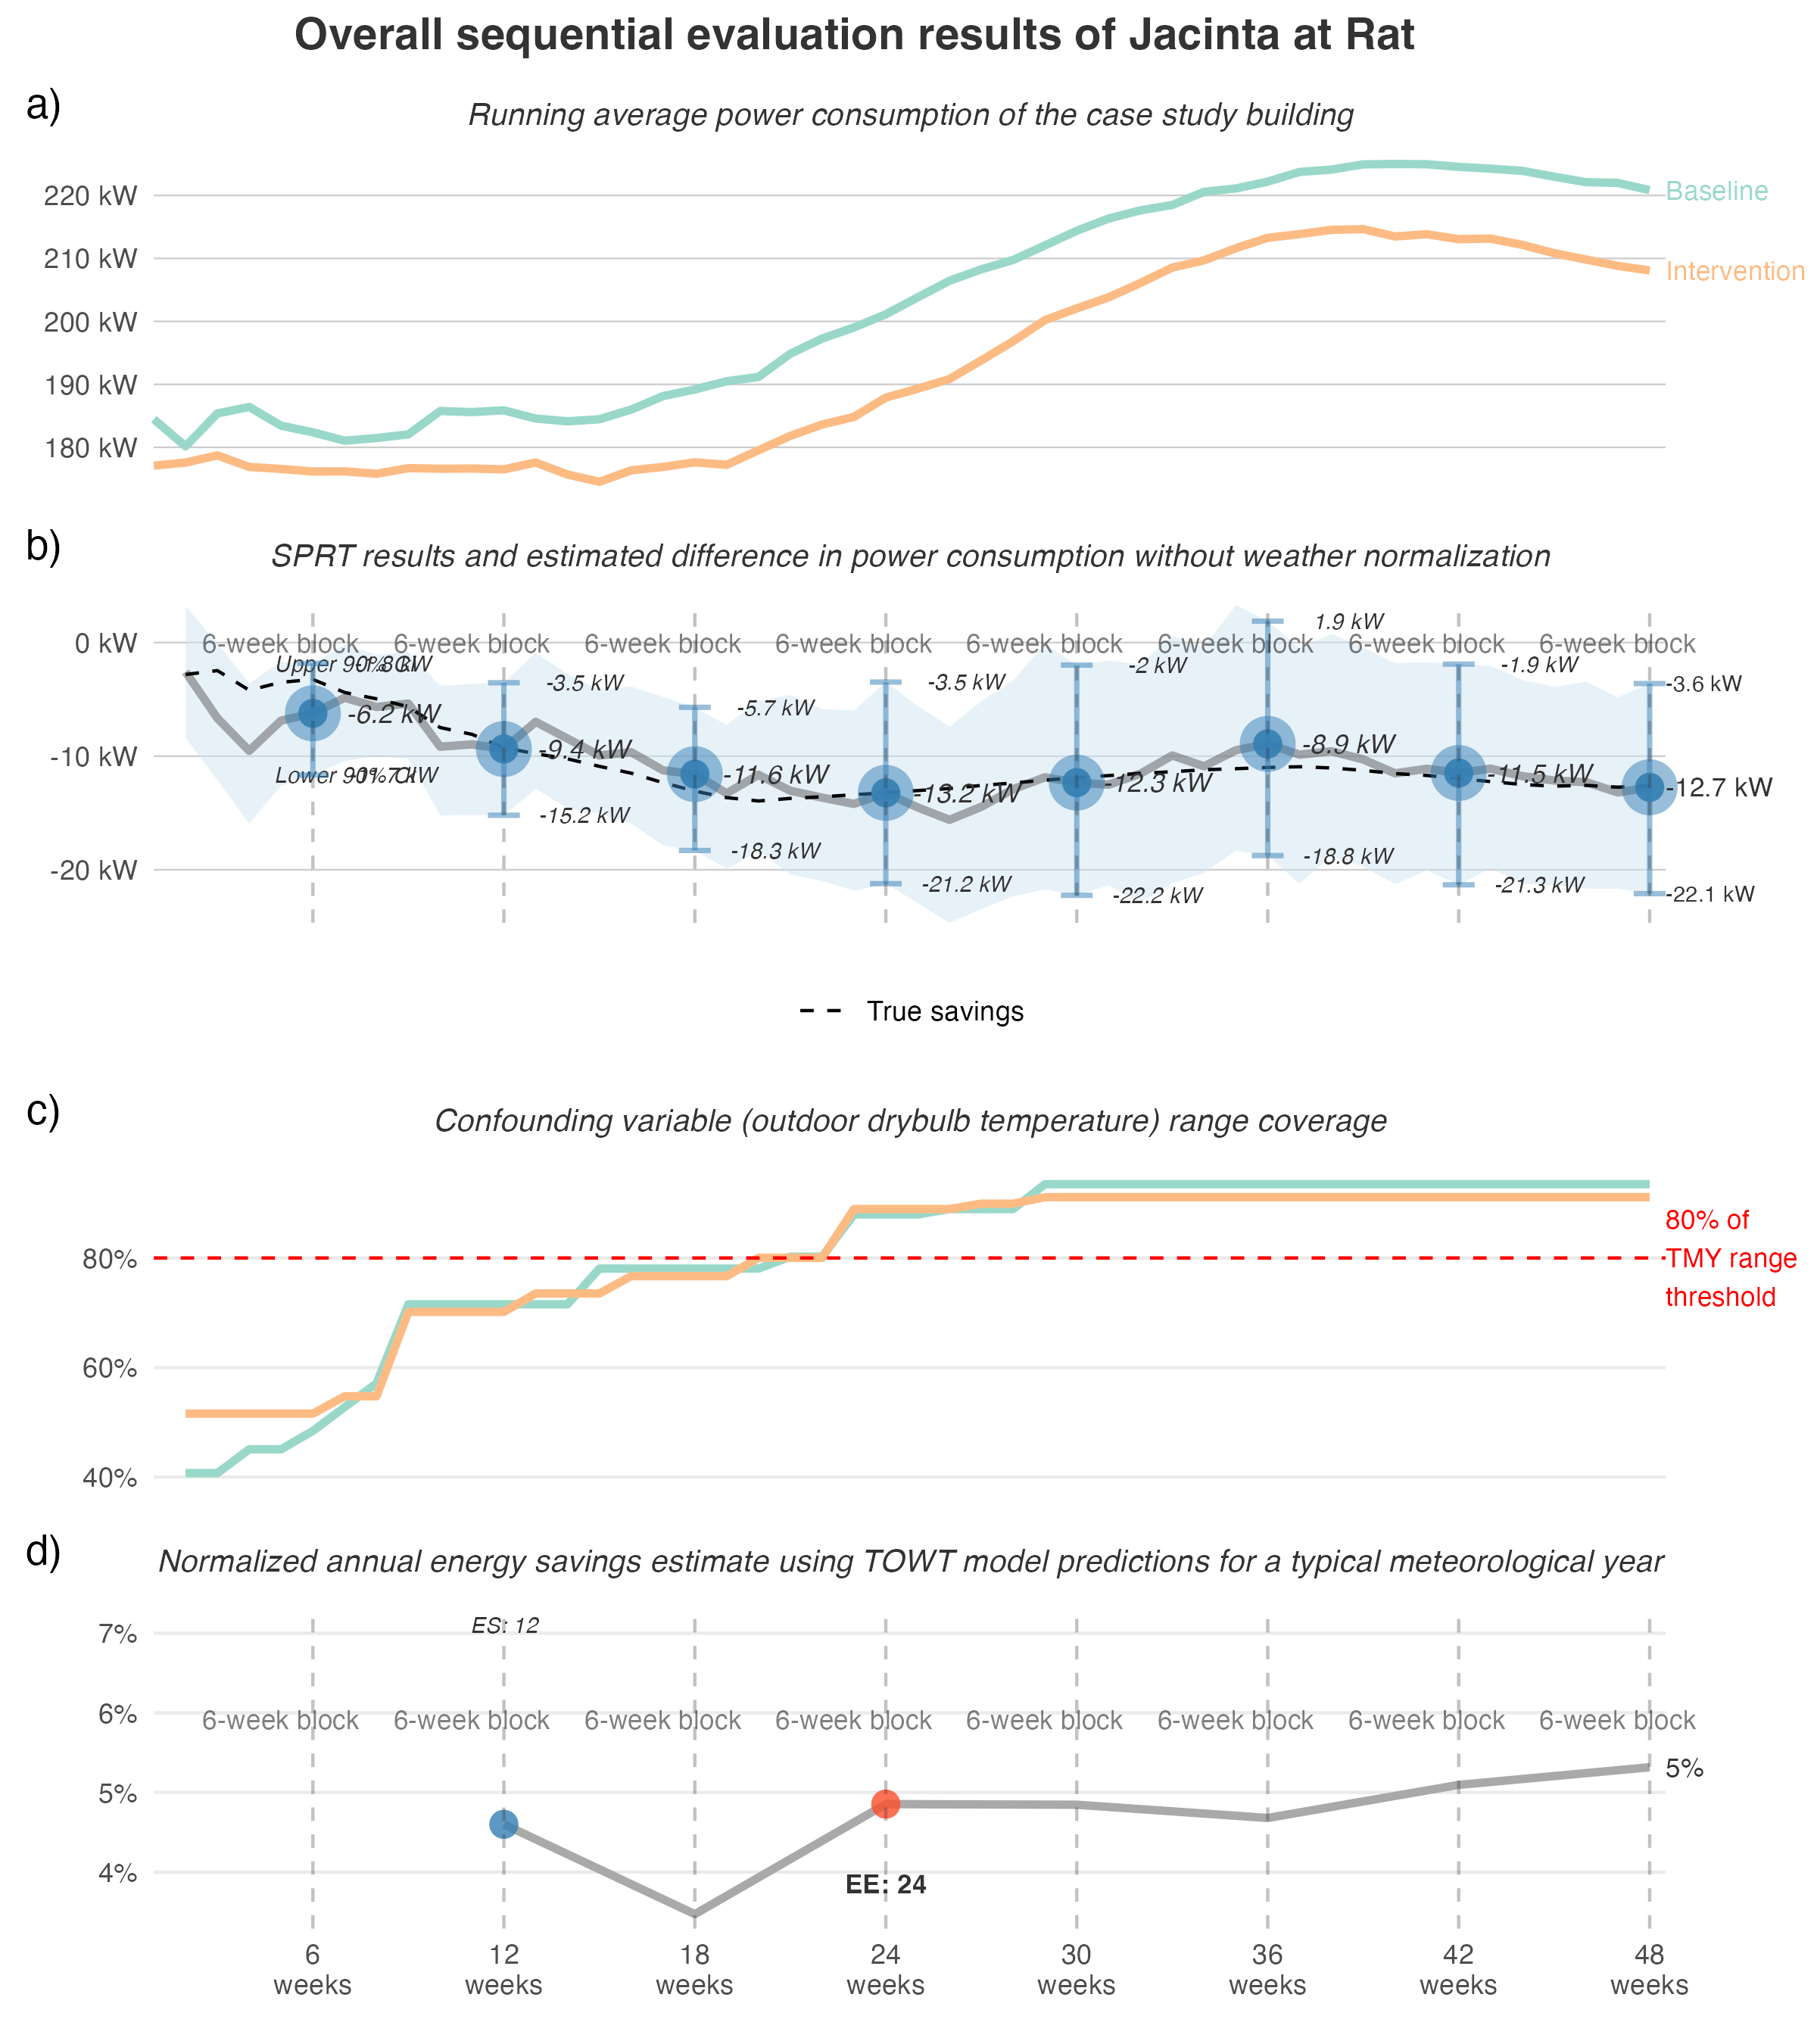 Overall sequential evaluation results of Jacinta at Rat
a)
Running average power consumption of the case study building
220 kW
210 kW
200 kW
190 kW
180 kW
Baseline
Intervention
b)
SPRT results and estimated difference in power consumption without weather normalization
0 kW
-10 kW
-20 kW
6-week block
6-week block
6-week block
6-week block
6-week block
6-week block
6-week block
6-week block
Upper 90% CI
-1.8 kW
-3.5 kW
-5.7 kW
-3.5 kW
-2 kW
1.9 kW
-1.9 kW
-3.6 kW
-6.2 kW
-9.4 kW
-11.6 kW
-13.2 kW
-12.3 kW
-8.9 kW
-11.5 kW
-12.7 kW
Lower 90% CI
-15.2 kW
-18.3 kW
-21.2 kW
-22.2 kW
-18.8 kW
-21.3 kW
-22.1 kW
True savings
c)
Confounding variable (outdoor drybulb temperature) range coverage
80%
60%
40%
80% of
TMY range
threshold
d)
Normalized annual energy savings estimate using TOWT model predictions for a typical meteorological year
7%
6%
5%
4%
ES: 12
6-week block
6-week block
6-week block
6-week block
6-week block
6-week block
6-week block
6-week block
5%
EE: 24
6
weeks
12
weeks
18
weeks
24
weeks
30
weeks
36
weeks
42
weeks
48
weeks